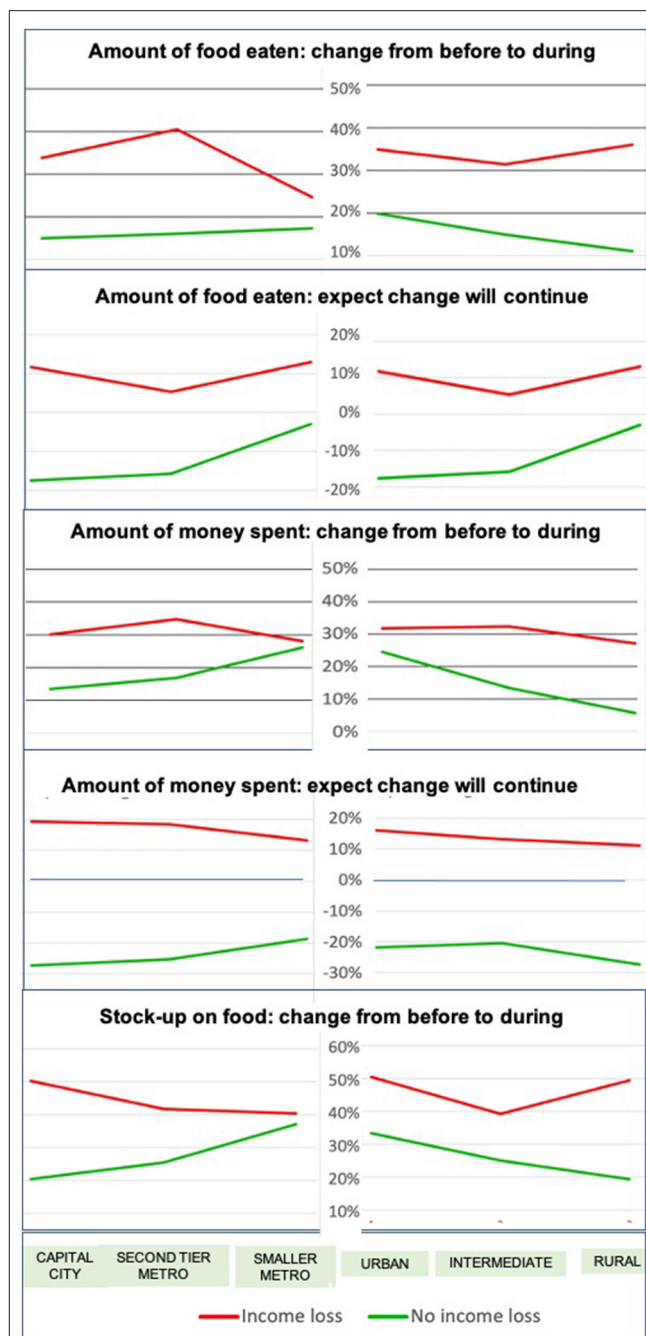 Amount of food eaten: change from before to during
50%
40%
30%
20%
10%
Amount of food eaten: expect change will continue
20%
10%
0%
-10%
-20%
Amount of money spent: change from before to during
50%
40%
30%
20%
10%
0%
Amount of money spent: expect change will continue
20%
10%
0%
-10%
-20%
-30%
Stock-up on food: change from before to during
60%
50%
40%
30%
20%
10%
CAPITAL CITY
SECOND TIER METRO
SMALLER METRO
URBAN
INTERMEDIATE
RURAL
Income loss
No income loss